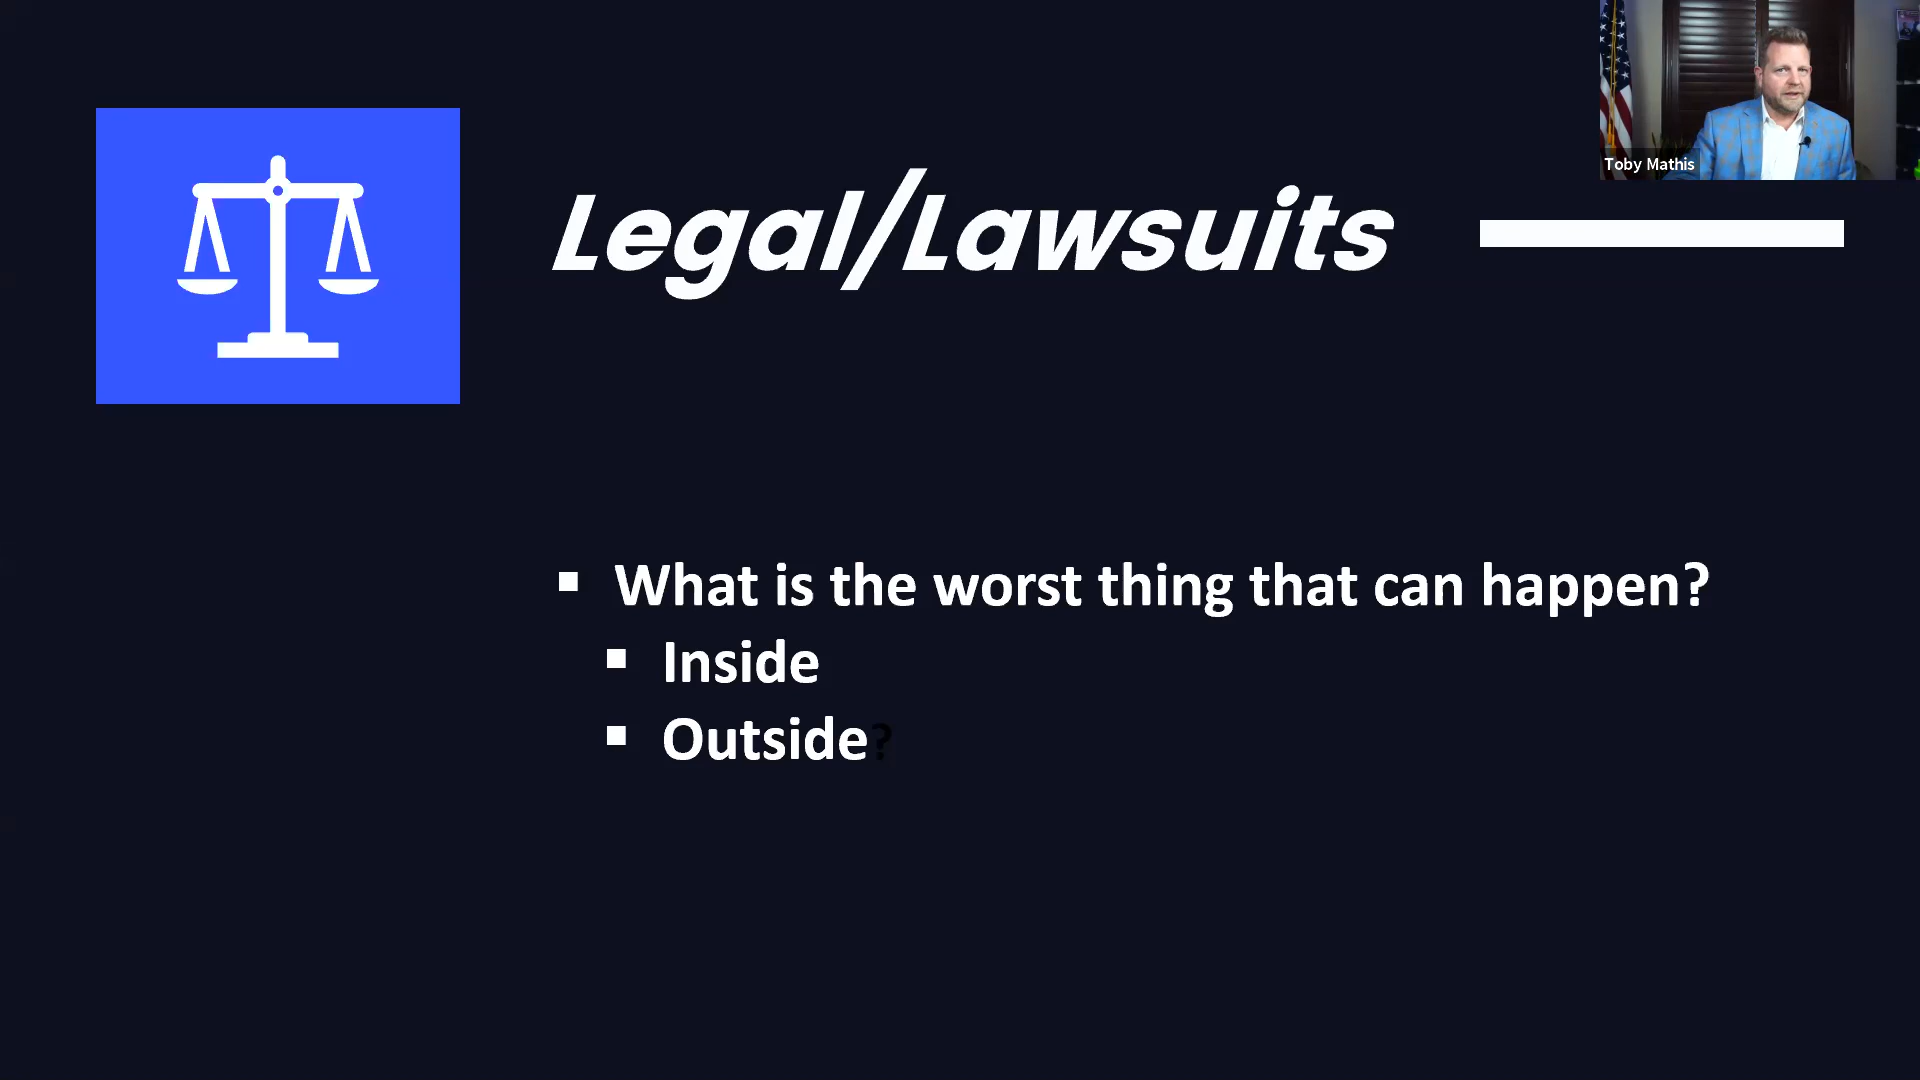 Toby Mathis
Legal/Lawsuits
▪ What is the worst thing that can happen?
▪ Inside
▪ Outside?